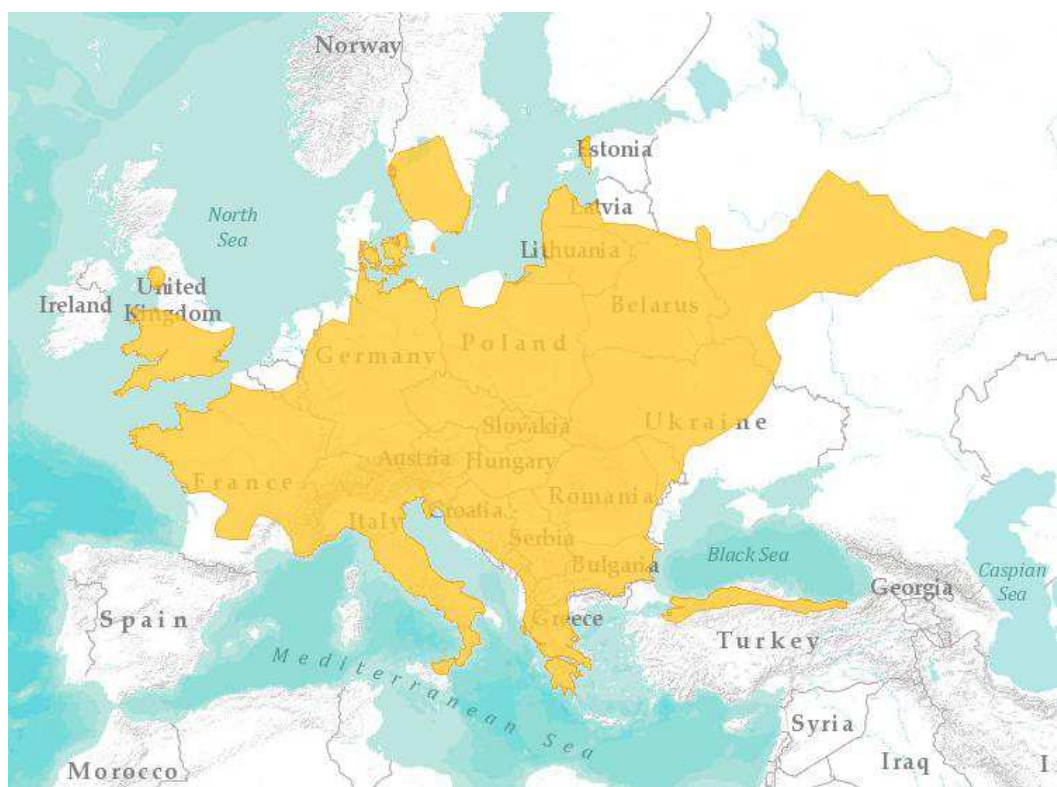 Norway
Estonia
Latvia
North
Sea
Lithuania
United
Kingdom
Ireland
Belarus
Poland
Germany
Ukraine
Slovakia
Austria
Hungary
France
Romania
Croatia
Italy
Serbia
Black Sea
Bulgaria
Georgia
Caspian
Sea
Spain
Greece
Turkey
Mediterranean Sea
Syria
Iraq
Morocco
I